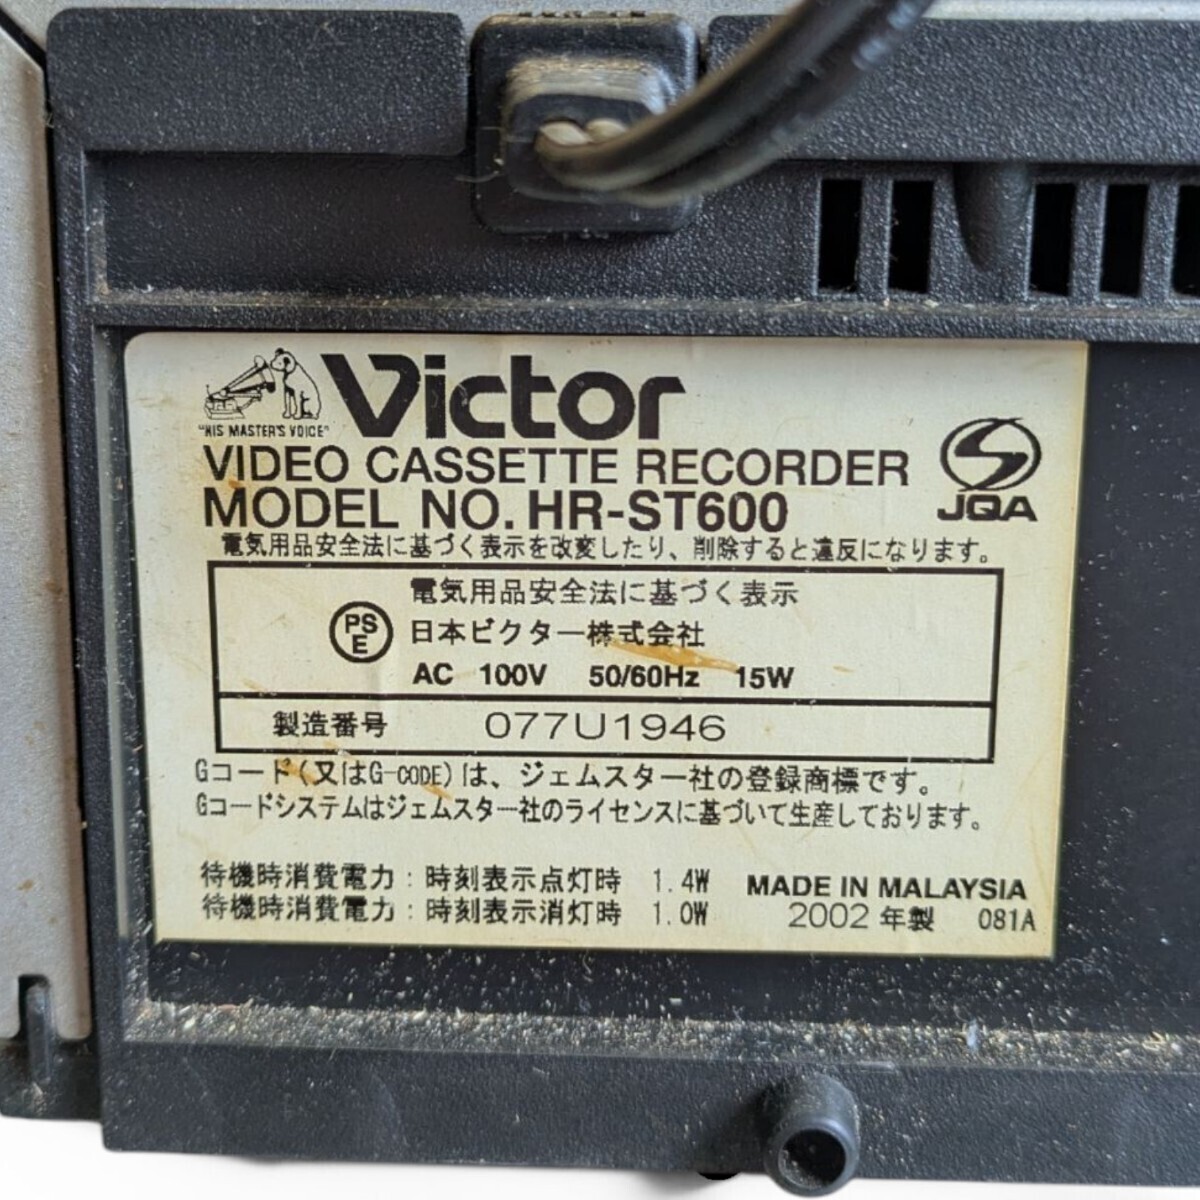 Victor
"HIS MASTER'S VOICE"
VIDEO CASSETTE RECORDER
MODEL NO. HR-ST600
JQA
電気用品安全法に基づく表示を改変したり、削除すると違反になります。
電気用品安全法に基づく表示
PS
E
日本ビクター株式会社
AC 100V 50/60Hz 15W
製造番号 077U1946
Gコード(又はG-CODE)は、ジェムスター社の登録商標です。
Gコードシステムはジェムスター社のライセンスに基づいて生産しております。
待機時消費電力:時刻表示点灯時 1.4W
待機時消費電力:時刻表示消灯時 1.0W
MADE IN MALAYSIA
2002 年製 081A